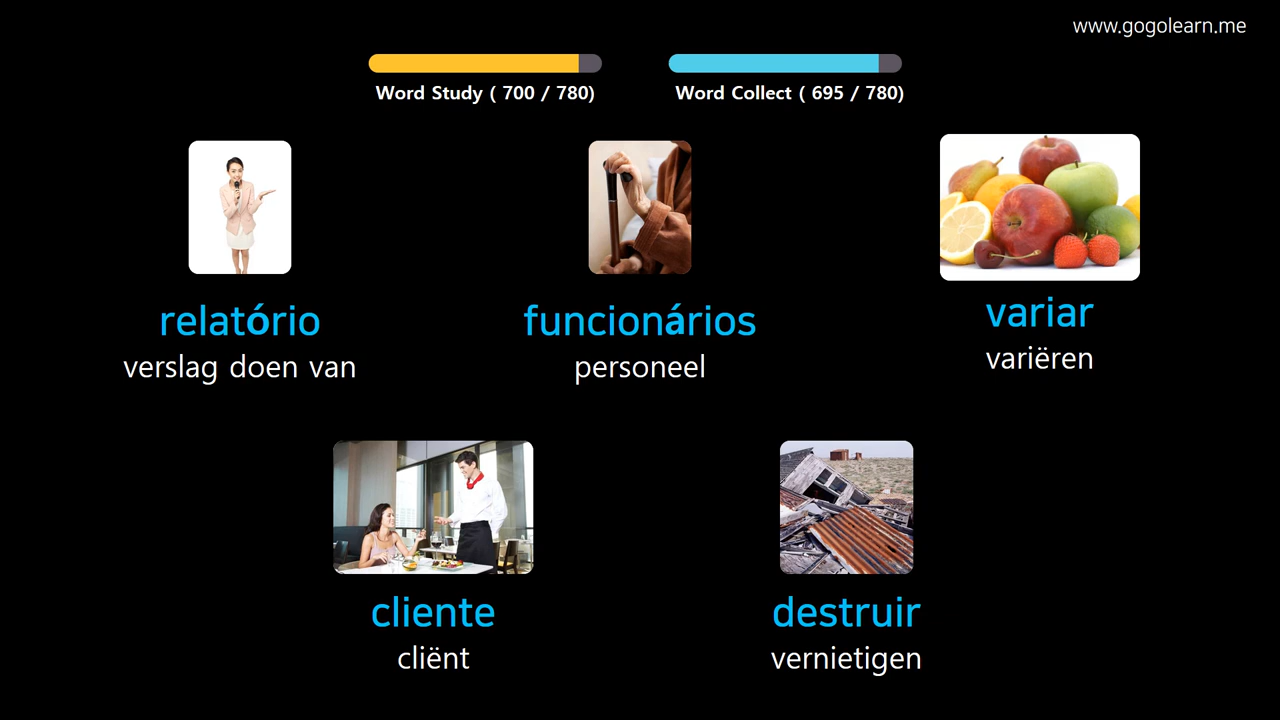 www.gogolearn.me
Word Study ( 700 / 780)
Word Collect ( 695 / 780)
relatório
verslag doen van
funcionários
personeel
variar
variëren
cliente
cliënt
destruir
vernietigen